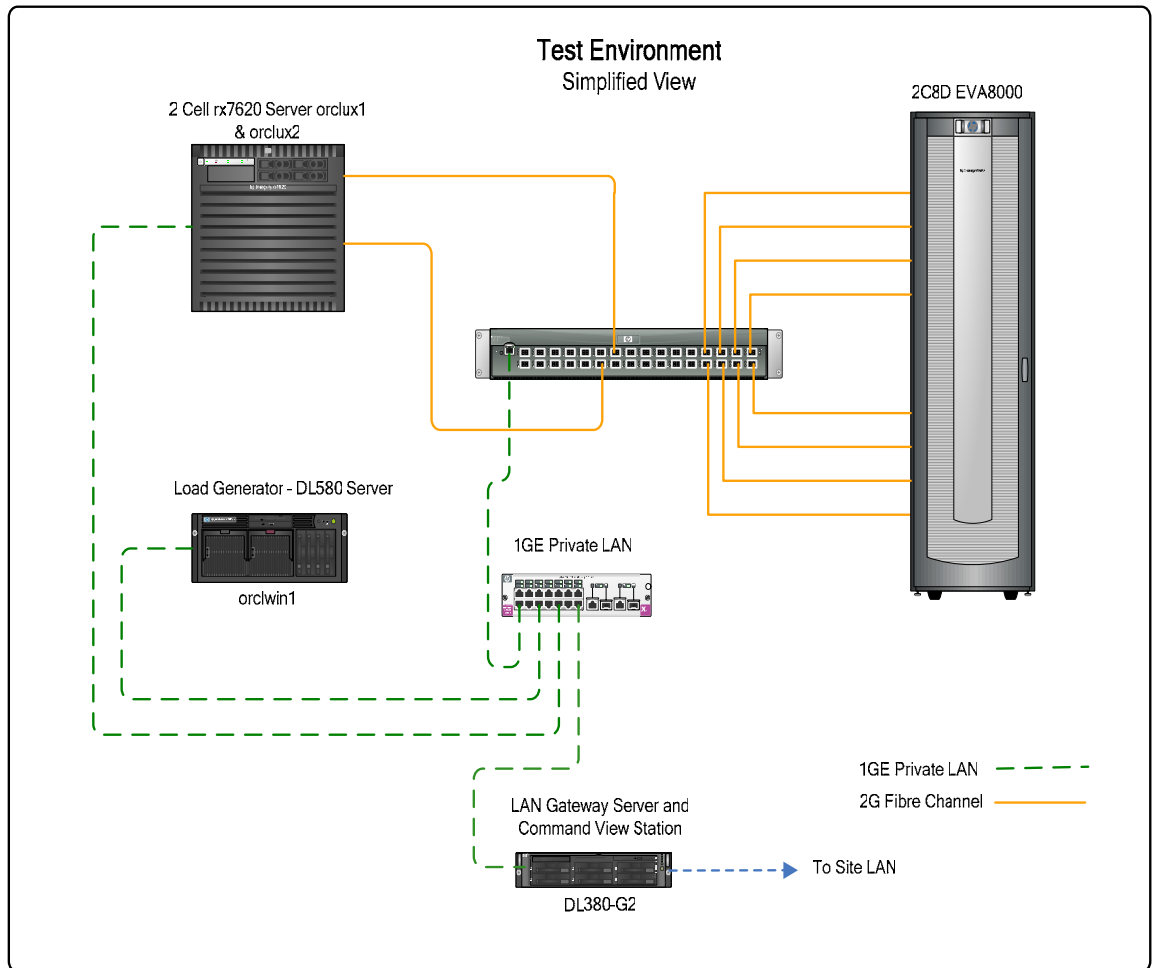 Test Environment
Simplified View
2C8D EVA8000
2 Cell rx7620 Server orclux1
& orclux2
Load Generator - DL580 Server
orclwin1
1GE Private LAN
1GE Private LAN
2G Fibre Channel
LAN Gateway Server and
Command View Station
To Site LAN
DL380-G2